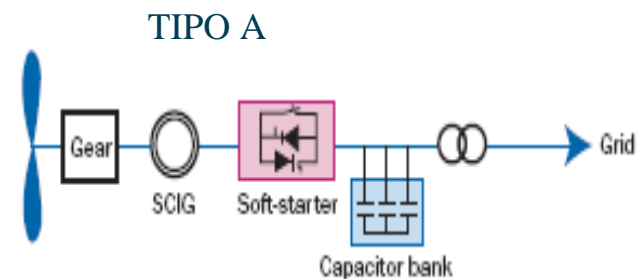 TIPO A
Gear
Grid
SCIG
Soft-starter
Capacitor bank